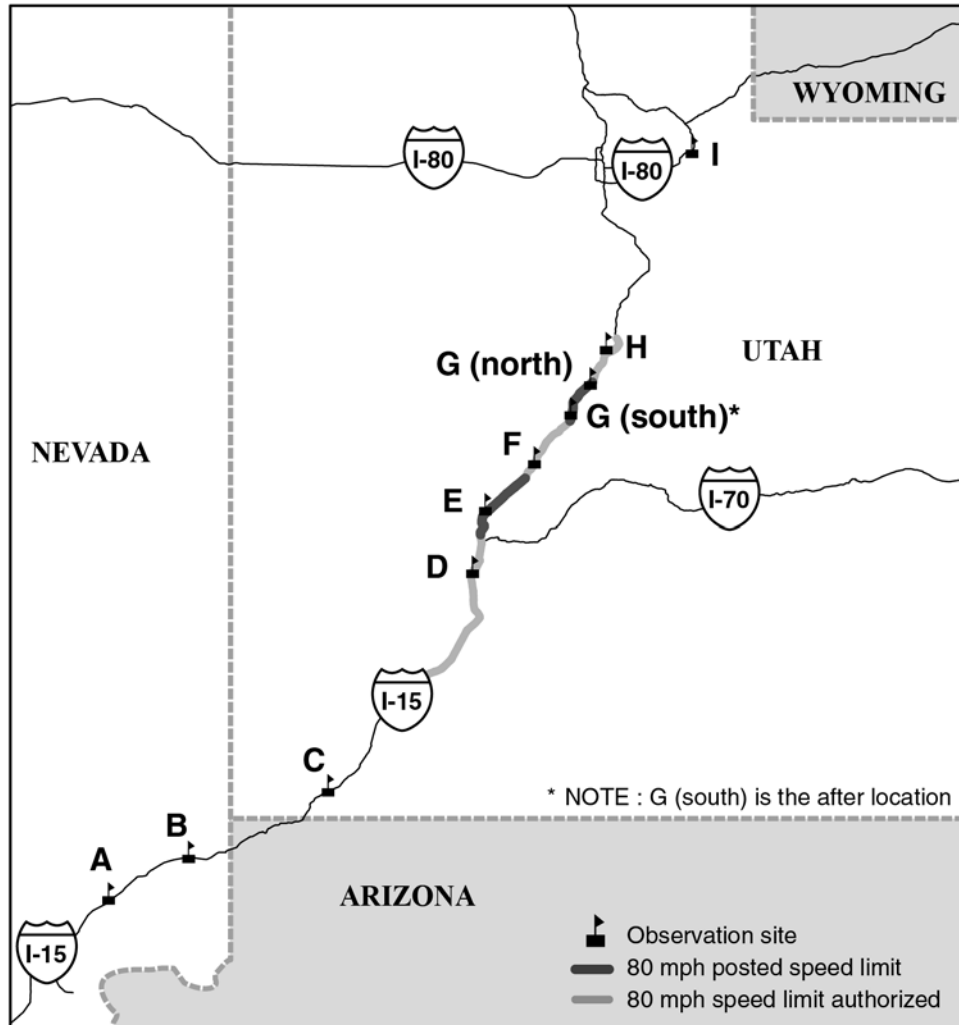 WYOMING
I-80
I-80
I
H
UTAH
G (north)
G (south)*
NEVADA
F
I-70
E
D
I-15
C
* NOTE : G (south) is the after location
B
A
ARIZONA
I-15
Observation site
80 mph posted speed limit
80 mph speed limit authorized